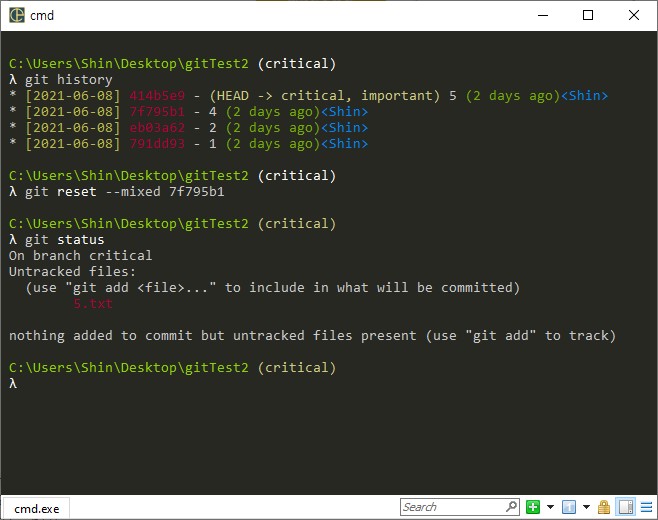 cmd
C:\Users\Shin\Desktop\gitTest2 (critical)
λ git history
* [2021-06-08] 414b5e9 - (HEAD -> critical, important) 5 (2 days ago)<Shin>
* [2021-06-08] 7f795b1 - 4 (2 days ago)<Shin>
* [2021-06-08] eb03a62 - 2 (2 days ago)<Shin>
* [2021-06-08] 791dd93 - 1 (2 days ago)<Shin>
C:\Users\Shin\Desktop\gitTest2 (critical)
λ git reset --mixed 7f795b1
C:\Users\Shin\Desktop\gitTest2 (critical)
λ git status
On branch critical
Untracked files:
(use "git add <file>..." to include in what will be committed)
5.txt
nothing added to commit but untracked files present (use "git add" to track)
C:\Users\Shin\Desktop\gitTest2 (critical)
λ
cmd.exe
Search